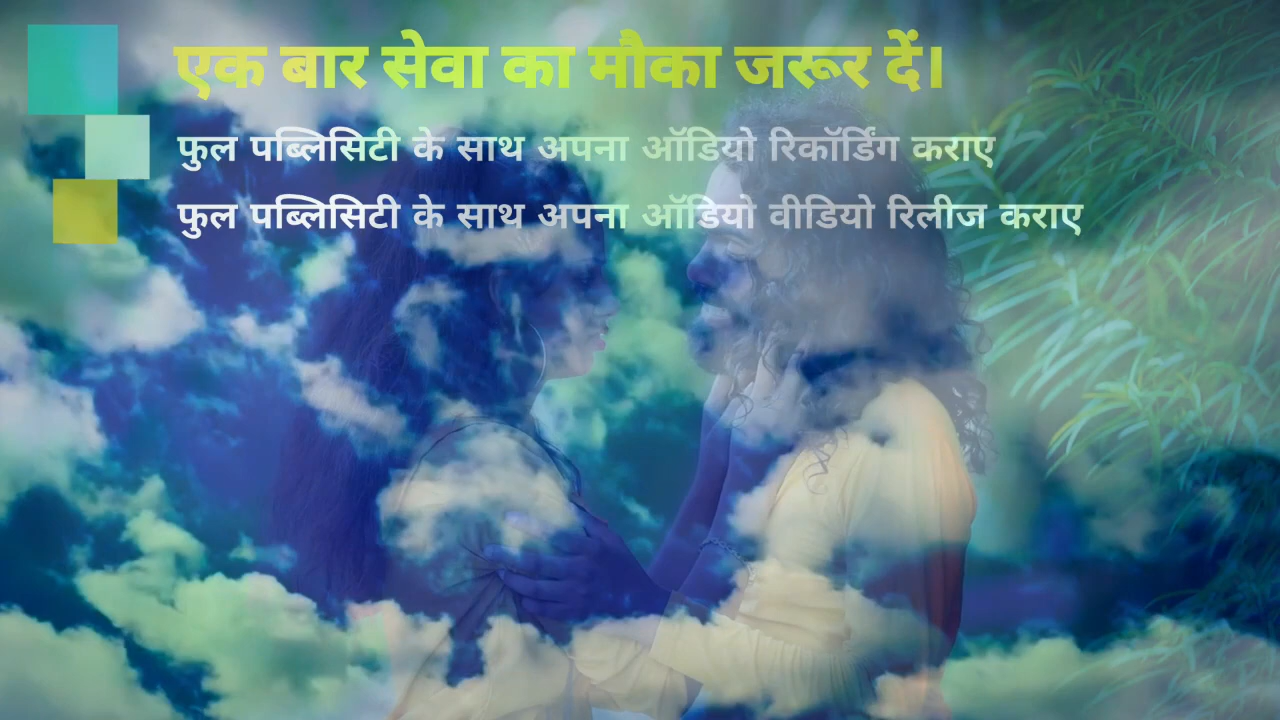 एक बार सेवा का मौका जरूर दें।
फुल पब्लिसिटी के साथ अपना ऑडियो रिकॉर्डिंग कराए
फुल पब्लिसिटी के साथ अपना ऑडियो वीडियो रिलीज कराए